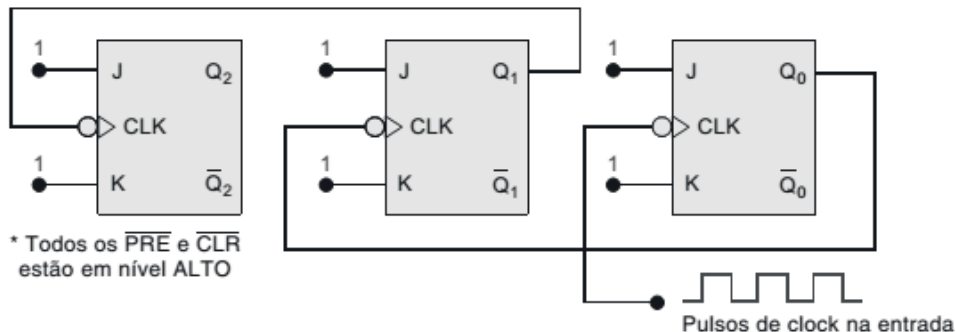 1
J
Q₂
CLK
1
K
Q̅₂
1
J
Q₁
CLK
1
K
Q̅₁
1
J
Q₀
CLK
1
K
Q̅₀
* Todos os P̅R̅E̅ e C̅L̅R̅
estão em nível ALTO
Pulsos de clock na entrada